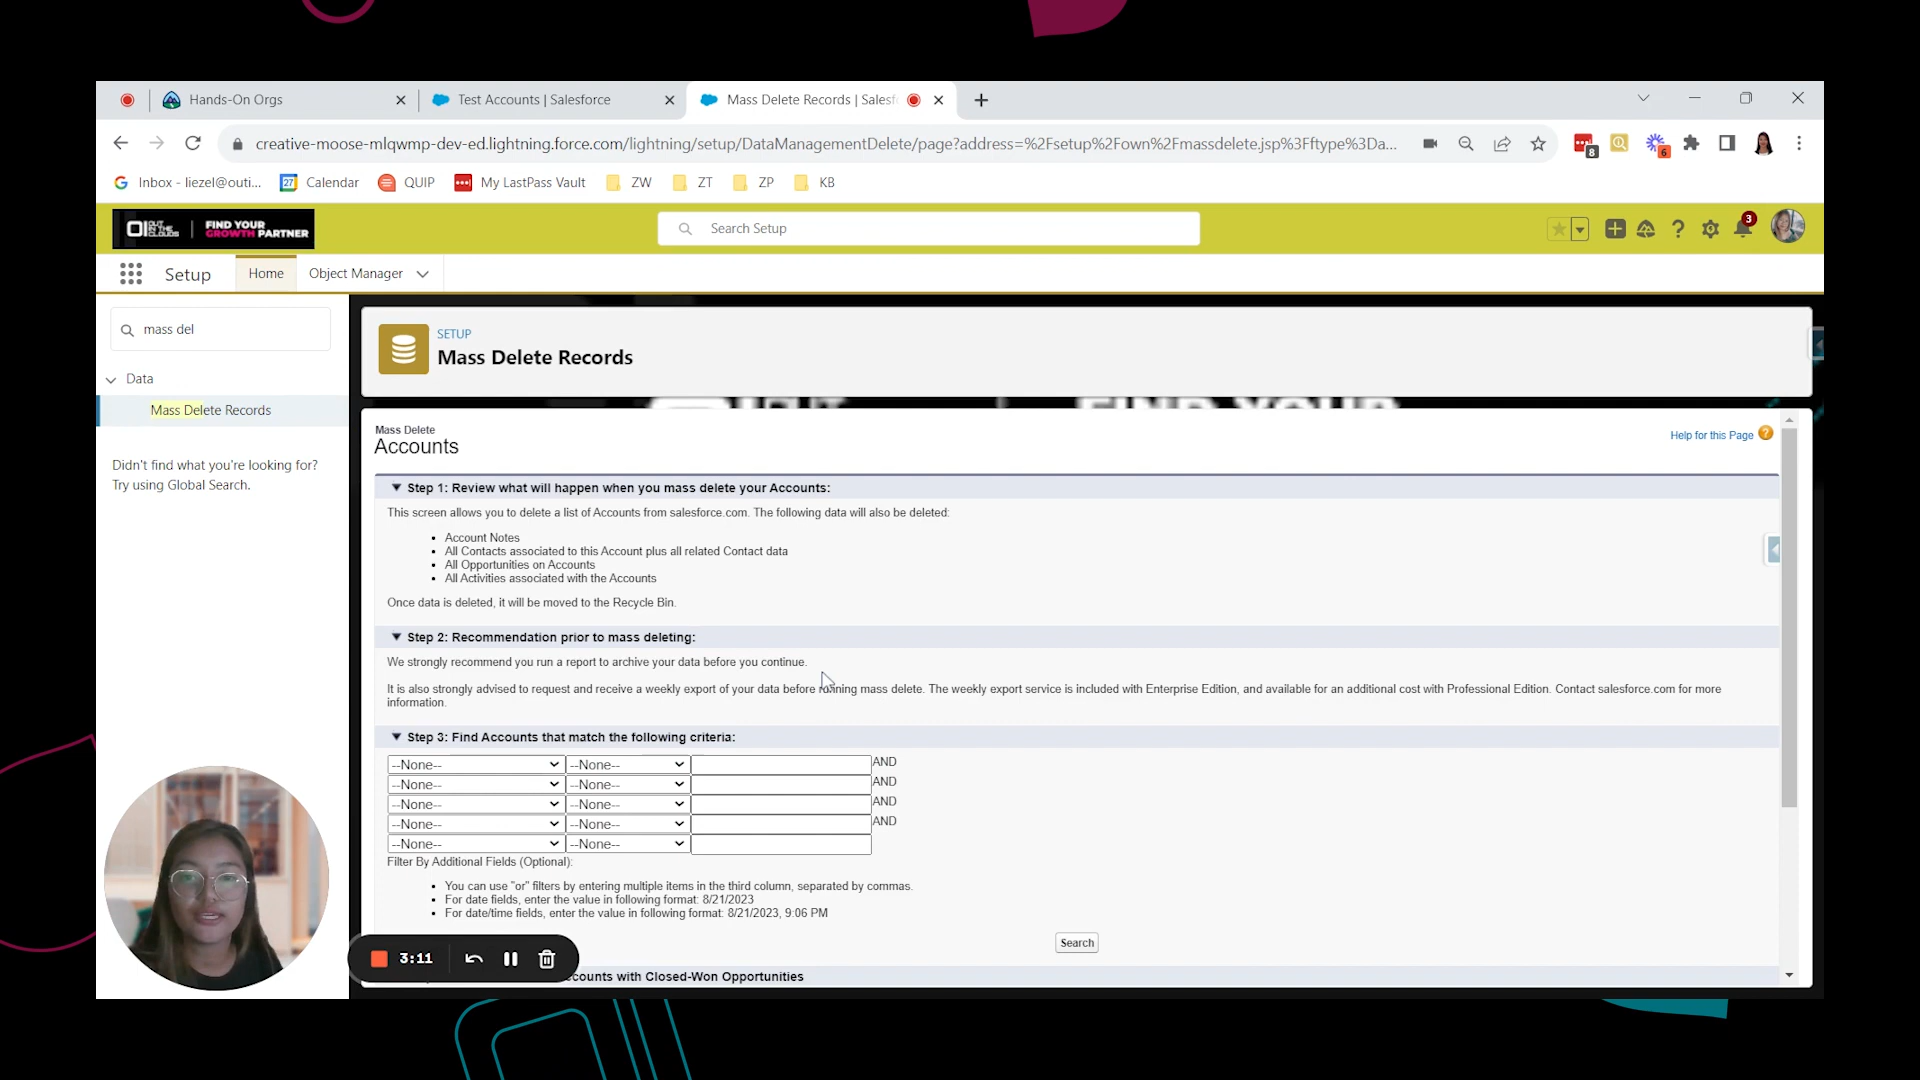 Hands-On Orgs
Test Accounts | Salesforce
Mass Delete Records | Salesf
creative-moose-mlqwmp-dev-ed.lightning.force.com/lightning/setup/DataManagementDelete/page?address=%2Fsetup%2Fown%2Fmassdelete.jsp%3Fftype%3Da...
8
6
Inbox - liezel@outi...
27
Calendar
QUIP
My LastPass Vault
ZW
ZT
ZP
KB
OUT IN THE CLOUDS
FIND YOUR GROWTH PARTNER
Search Setup
3
Setup
Home
Object Manager
mass del
Data
Mass Delete Records
Didn't find what you're looking for?
Try using Global Search.
SETUP
Mass Delete Records
Mass Delete
Accounts
Help for this Page
Step 1: Review what will happen when you mass delete your Accounts:
This screen allows you to delete a list of Accounts from salesforce.com. The following data will also be deleted:
Account Notes
All Contacts associated to this Account plus all related Contact data
All Opportunities on Accounts
All Activities associated with the Accounts
Once data is deleted, it will be moved to the Recycle Bin.
Step 2: Recommendation prior to mass deleting:
We strongly recommend you run a report to archive your data before you continue.
It is also strongly advised to request and receive a weekly export of your data before running mass delete. The weekly export service is included with Enterprise Edition, and available for an additional cost with Professional Edition. Contact salesforce.com for more
information.
Step 3: Find Accounts that match the following criteria:
--None-- --None-- AND
--None-- --None-- AND
--None-- --None-- AND
--None-- --None-- AND
--None-- --None--
Filter By Additional Fields (Optional):
You can use "or" filters by entering multiple items in the third column, separated by commas.
For date fields, enter the value in following format: 8/21/2023
For date/time fields, enter the value in following format: 8/21/2023, 9:06 PM
Search
3:11
ccounts with Closed-Won Opportunities